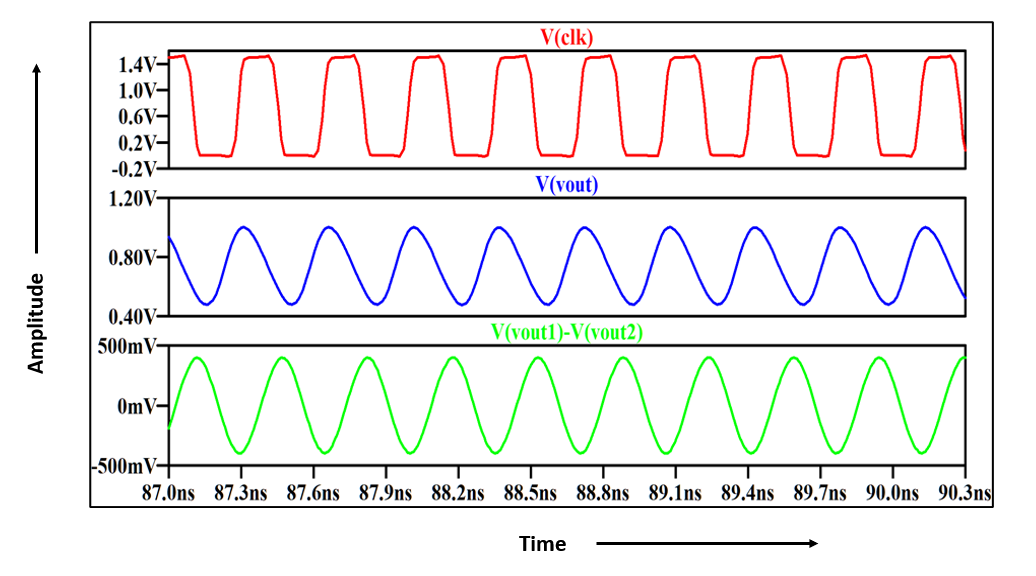 V(clk)
1.4V
1.0V
0.6V
0.2V
-0.2V
V(vout)
1.20V
0.80V
0.40V
V(vout1)-V(vout2)
500mV
0mV
-500mV
87.0ns 87.3ns 87.6ns 87.9ns 88.2ns 88.5ns 88.8ns 89.1ns 89.4ns 89.7ns 90.0ns 90.3ns
Amplitude
Time